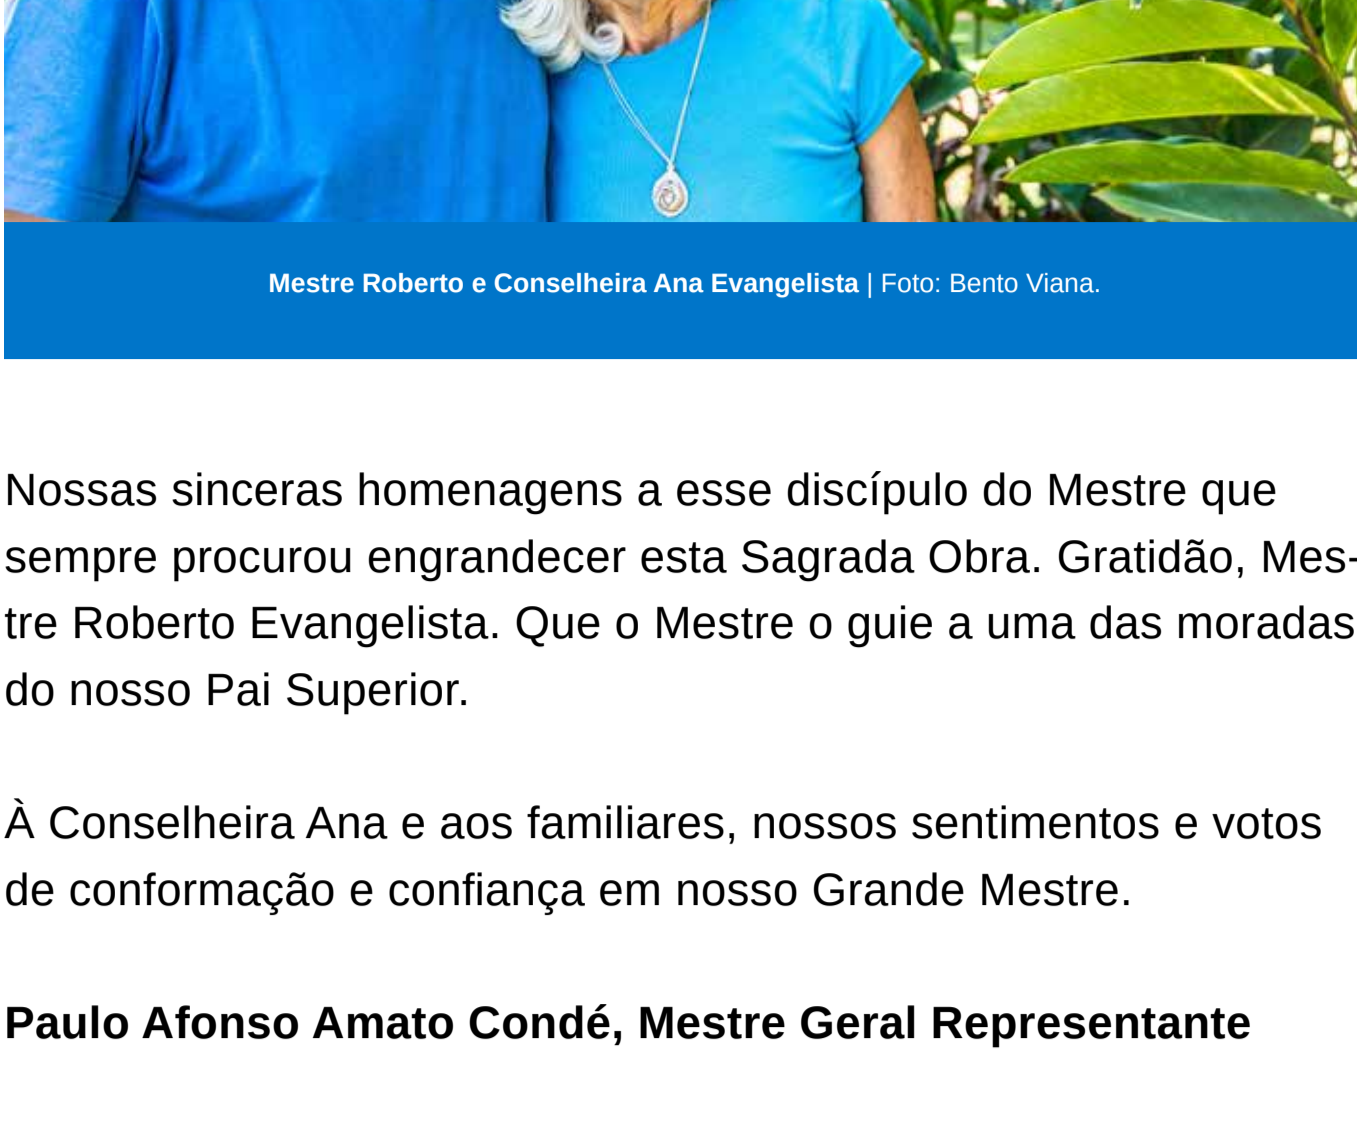 Mestre Roberto e Conselheira Ana Evangelista | Foto: Bento Viana.
Nossas sinceras homenagens a esse discípulo do Mestre que
sempre procurou engrandecer esta Sagrada Obra. Gratidão, Mes-
tre Roberto Evangelista. Que o Mestre o guie a uma das moradas
do nosso Pai Superior.
À Conselheira Ana e aos familiares, nossos sentimentos e votos
de conformação e confiança em nosso Grande Mestre.
Paulo Afonso Amato Condé, Mestre Geral Representante